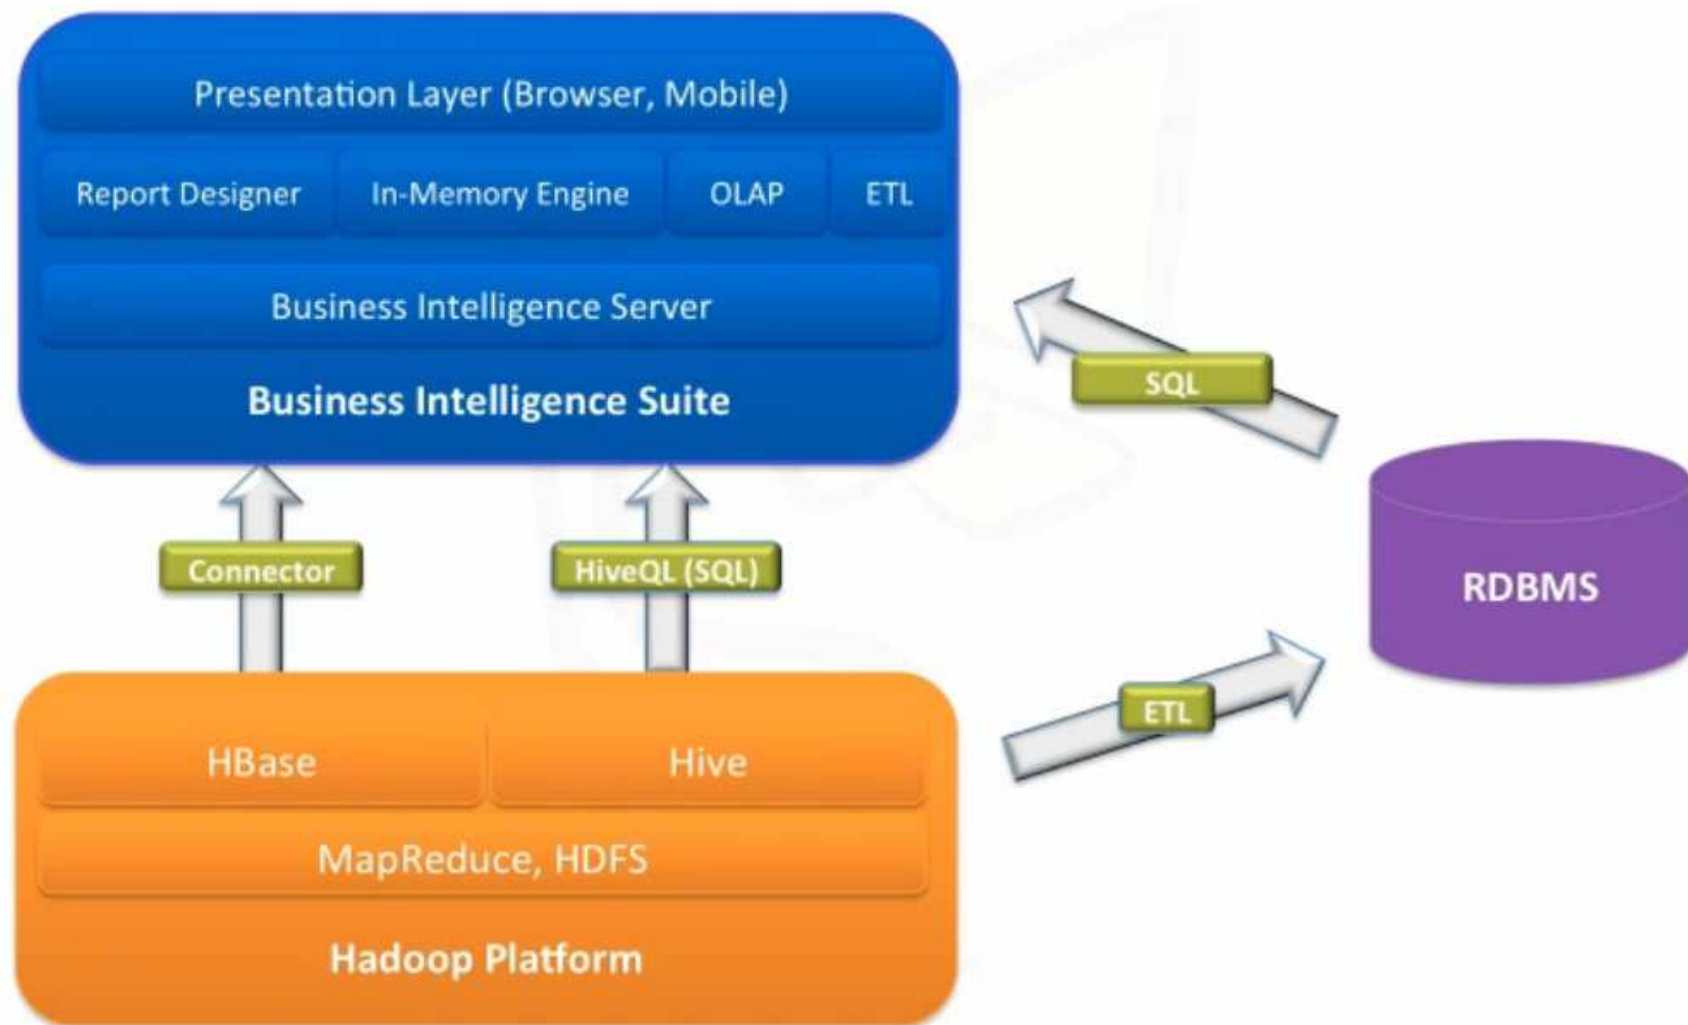 Presentation Layer (Browser, Mobile)
Report Designer
In-Memory Engine
OLAP
ETL
Business Intelligence Server
Business Intelligence Suite
SQL
Connector
HiveQL (SQL)
RDBMS
ETL
HBase
Hive
MapReduce, HDFS
Hadoop Platform